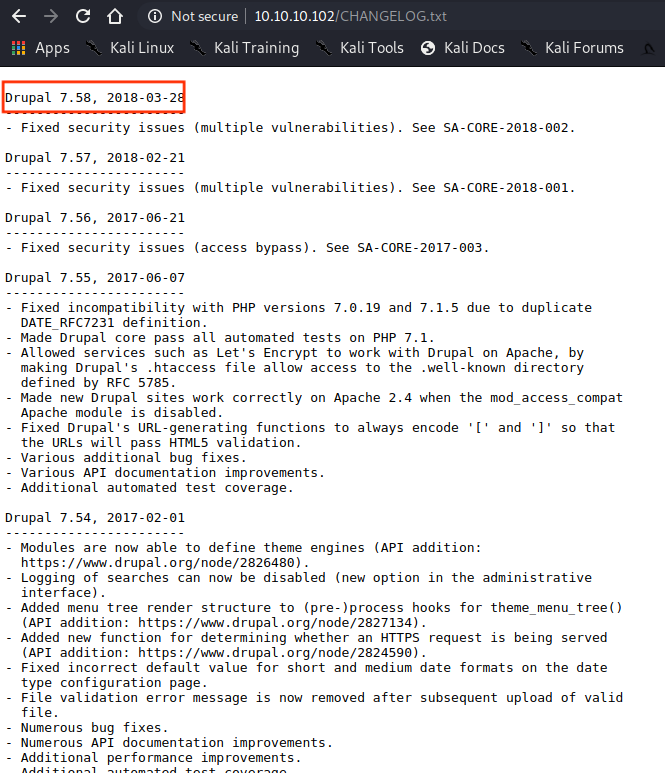 Not secure | 10.10.10.102/CHANGELOG.txt
Apps Kali Linux Kali Training Kali Tools Kali Docs Kali Forums
Drupal 7.58, 2018-03-28
-----------------------
- Fixed security issues (multiple vulnerabilities). See SA-CORE-2018-002.
Drupal 7.57, 2018-02-21
-----------------------
- Fixed security issues (multiple vulnerabilities). See SA-CORE-2018-001.
Drupal 7.56, 2017-06-21
-----------------------
- Fixed security issues (access bypass). See SA-CORE-2017-003.
Drupal 7.55, 2017-06-07
-----------------------
- Fixed incompatibility with PHP versions 7.0.19 and 7.1.5 due to duplicate
DATE_RFC7231 definition.
- Made Drupal core pass all automated tests on PHP 7.1.
- Allowed services such as Let's Encrypt to work with Drupal on Apache, by
making Drupal's .htaccess file allow access to the .well-known directory
defined by RFC 5785.
- Made new Drupal sites work correctly on Apache 2.4 when the mod_access_compat
Apache module is disabled.
- Fixed Drupal's URL-generating functions to always encode '[' and ']' so that
the URLs will pass HTML5 validation.
- Various additional bug fixes.
- Various API documentation improvements.
- Additional automated test coverage.
Drupal 7.54, 2017-02-01
-----------------------
- Modules are now able to define theme engines (API addition:
https://www.drupal.org/node/2826480).
- Logging of searches can now be disabled (new option in the administrative
interface).
- Added menu tree render structure to (pre-)process hooks for theme_menu_tree()
(API addition: https://www.drupal.org/node/2827134).
- Added new function for determining whether an HTTPS request is being served
(API addition: https://www.drupal.org/node/2824590).
- Fixed incorrect default value for short and medium date formats on the date
type configuration page.
- File validation error message is now removed after subsequent upload of valid
file.
- Numerous bug fixes.
- Numerous API documentation improvements.
- Additional performance improvements.
- Additional automated test coverage.